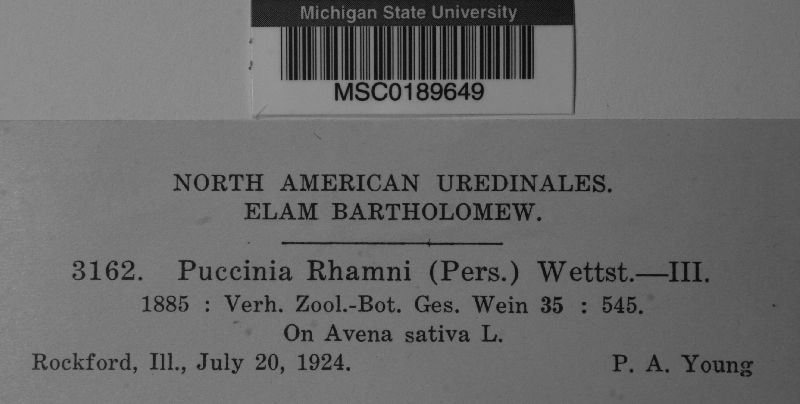 Michigan State University
MSC0189649
NORTH AMERICAN UREDINALES.
ELAM BARTHOLOMEW.
3162. Puccinia Rhamni (Pers.) Wettst.—III.
1885 : Verh. Zool.-Bot. Ges. Wein 35 : 545.
On Avena sativa L.
Rockford, Ill., July 20, 1924. P. A. Young